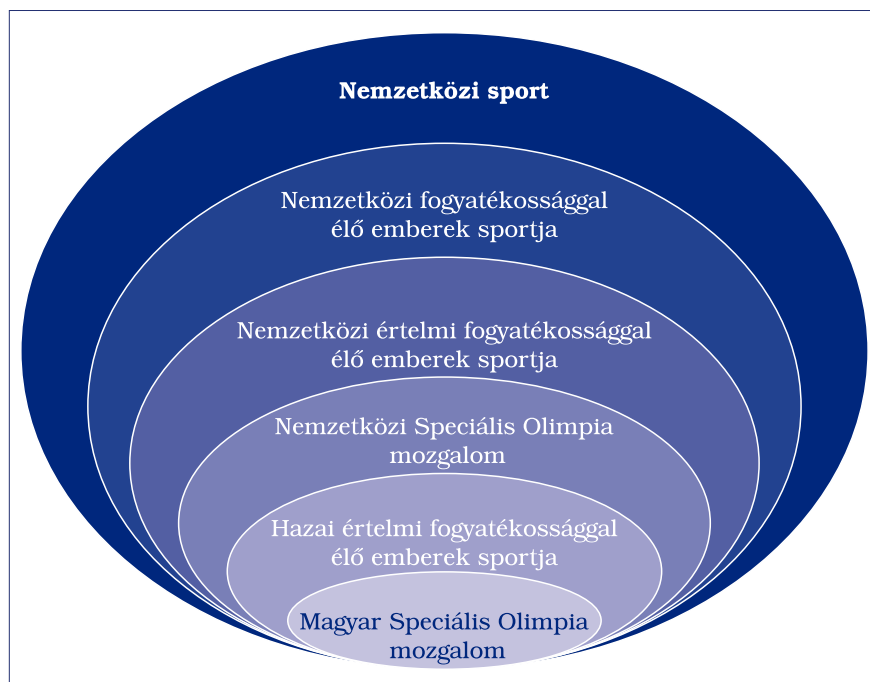 Nemzetközi sport
Nemzetközi fogyatékossággal
élő emberek sportja
Nemzetközi értelmi fogyatékossággal
élő emberek sportja
Nemzetközi Speciális Olimpia
mozgalom
Hazai értelmi fogyatékossággal
élő emberek sportja
Magyar Speciális Olimpia
mozgalom